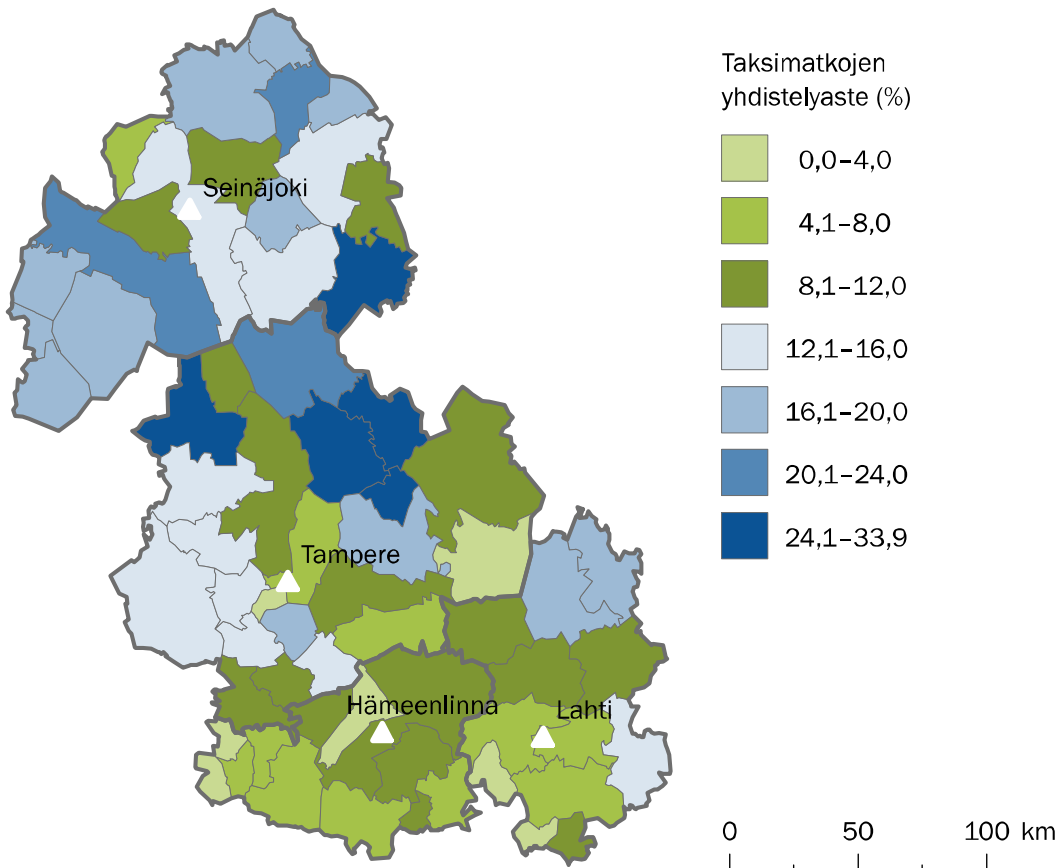 Taksimatkojen
yhdistelyaste (%)
0,0–4,0
4,1–8,0
8,1–12,0
12,1–16,0
16,1–20,0
20,1–24,0
24,1–33,9
Seinäjoki
Tampere
Hämeenlinna
Lahti
0 50 100 km